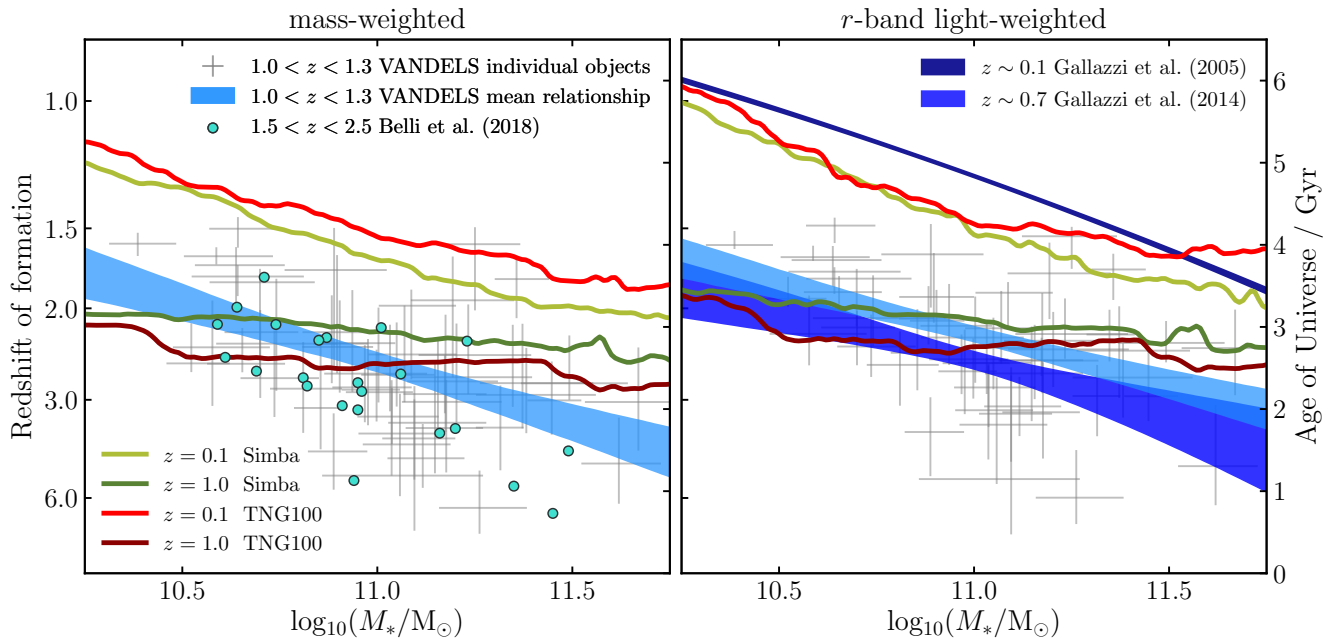 mass-weighted
r-band light-weighted
1.0 < z < 1.3 VANDELS individual objects
1.0 < z < 1.3 VANDELS mean relationship
1.5 < z < 2.5 Belli et al. (2018)
z ∼ 0.1 Gallazzi et al. (2005)
z ∼ 0.7 Gallazzi et al. (2014)
Redshift of formation
1.0
1.5
2.0
3.0
6.0
z = 0.1 Simba
z = 1.0 Simba
z = 0.1 TNG100
z = 1.0 TNG100
6
5
4
3
2
1
0
Age of Universe / Gyr
10.5 11.0 11.5
10.5 11.0 11.5
log₁₀(M*/M⊙)
log₁₀(M*/M⊙)